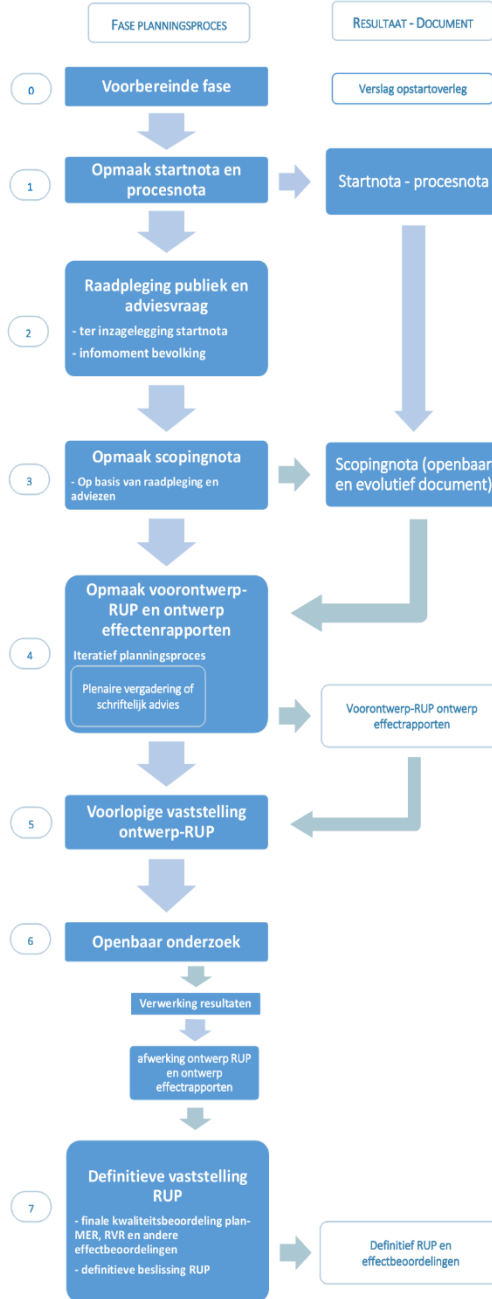 FASE PLANNINGSPROCES
RESULTAAT - DOCUMENT
0
Voorbereinde fase
Verslag opstartoverleg
1
Opmaak startnota en
procesnota
Startnota - procesnota
2
Raadpleging publiek en
adviesvraag
- ter inzagelegging startnota
- infomoment bevolking
3
Opmaak scopingnota
- Op basis van raadpleging en
adviezen
Scopingnota (openbaar
en evolutief document)
4
Opmaak voorontwerp-
RUP en ontwerp
effectenrapporten
Iteratief planningsproces
Plenaire vergadering of
schriftelijk advies
Voorontwerp-RUP ontwerp
effectrapporten
5
Voorlopige vaststelling
ontwerp-RUP
6
Openbaar onderzoek
Verwerking resultaten
afwerking ontwerp RUP
en ontwerp
effectrapporten
7
Definitieve vaststelling
RUP
- finale kwaliteitsbeoordeling plan-
MER, RVR en andere
effectbeoordelingen
- definitieve beslissing RUP
Definitief RUP en
effectbeoordelingen